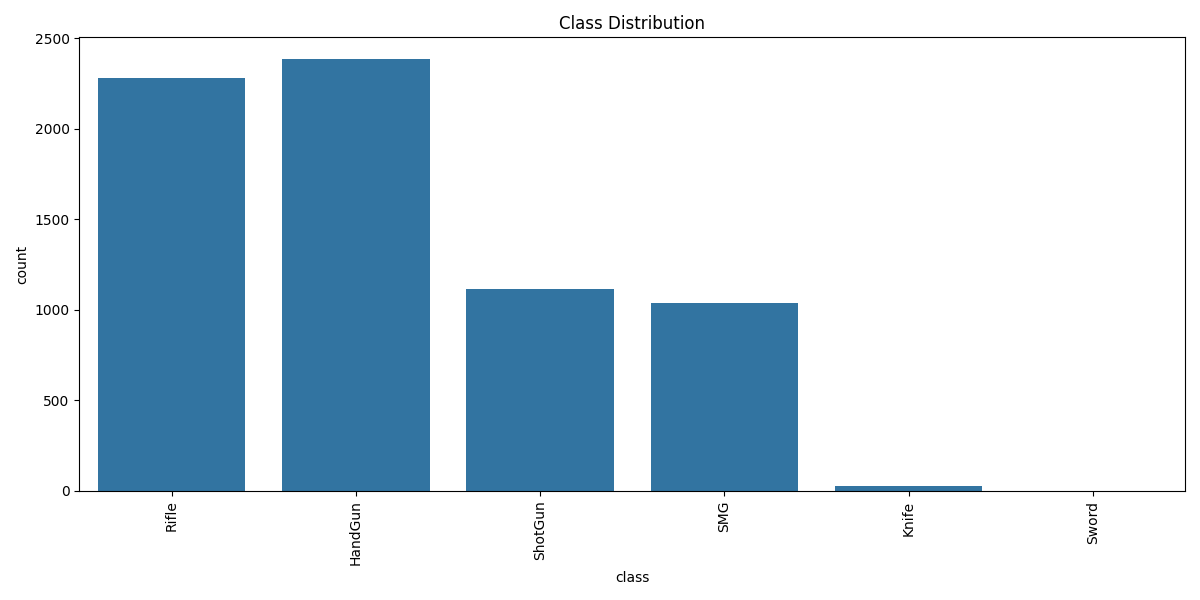 Class Distribution
2500
2000
1500
1000
500
0
count
Rifle
HandGun
ShotGun
SMG
Knife
Sword
class